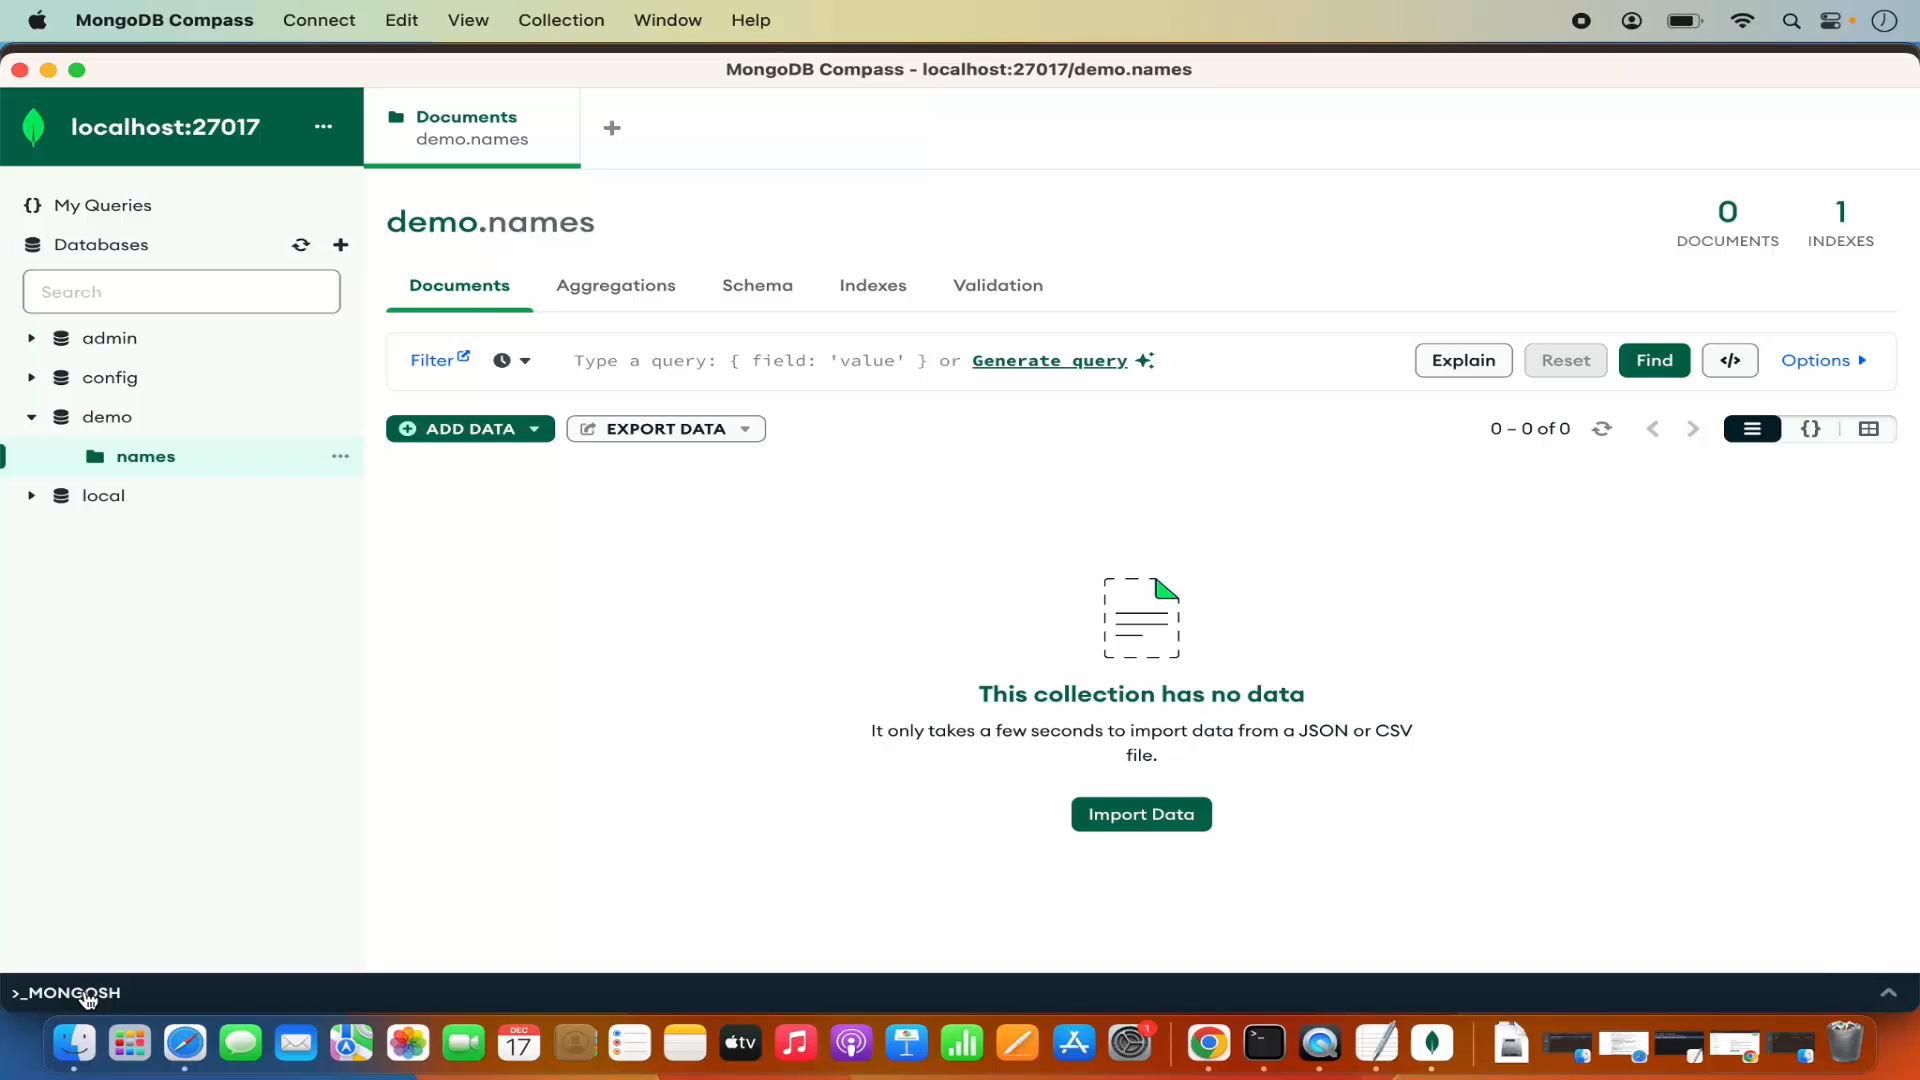 MongoDB Compass Connect Edit View Collection Window Help
MongoDB Compass - localhost:27017/demo.names
localhost:27017 ···
Documents
demo.names
{} My Queries
Databases
Search
admin
config
demo
names ···
local
demo.names
0
DOCUMENTS
1
INDEXES
Documents Aggregations Schema Indexes Validation
Filter Type a query: { field: 'value' } or Generate query Explain Reset Find </> Options
ADD DATA EXPORT DATA 0 – 0 of 0 {}
This collection has no data
It only takes a few seconds to import data from a JSON or CSV
file.
Import Data
>_MONGOSH
DEC
17
tv
1